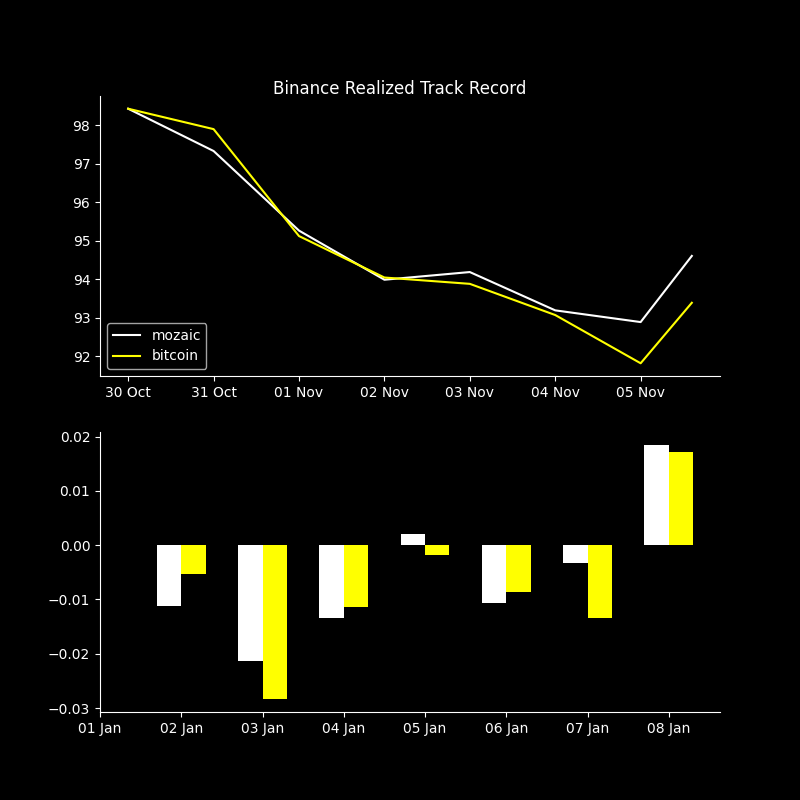 Binance Realized Track Record
98
97
96
95
94
93
92
mozaic
bitcoin
30 Oct 31 Oct 01 Nov 02 Nov 03 Nov 04 Nov 05 Nov
0.02
0.01
0.00
−0.01
−0.02
−0.03
01 Jan 02 Jan 03 Jan 04 Jan 05 Jan 06 Jan 07 Jan 08 Jan